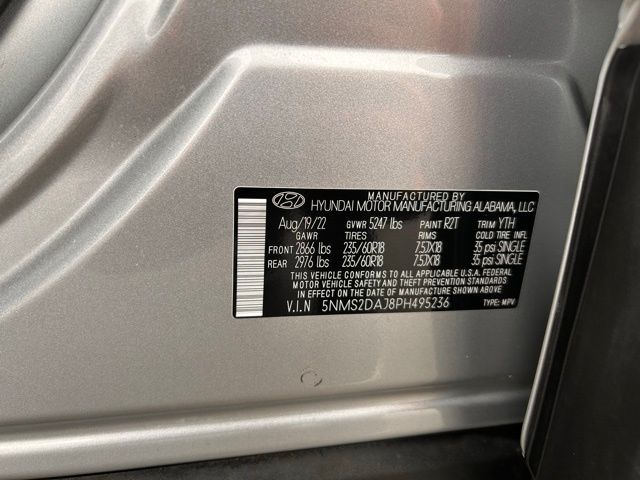 MANUFACTURED BY
HYUNDAI MOTOR MANUFACTURING ALABAMA, LLC
Aug/19/22 GVWR 5247 lbs PAINT R2T TRIM YTH
GAWR TIRES RIMS COLD TIRE INFL
FRONT 2866 lbs 235/60R18 7.5JX18 35 psi SINGLE
REAR 2976 lbs 235/60R18 7.5JX18 35 psi SINGLE
THIS VEHICLE CONFORMS TO ALL APPLICABLE U.S.A. FEDERAL
MOTOR VEHICLE SAFETY AND THEFT PREVENTION STANDARDS
IN EFFECT ON THE DATE OF MANUFACTURE SHOWN ABOVE.
V.I.N 5NMS2DAJ8PH495236 TYPE: MPV